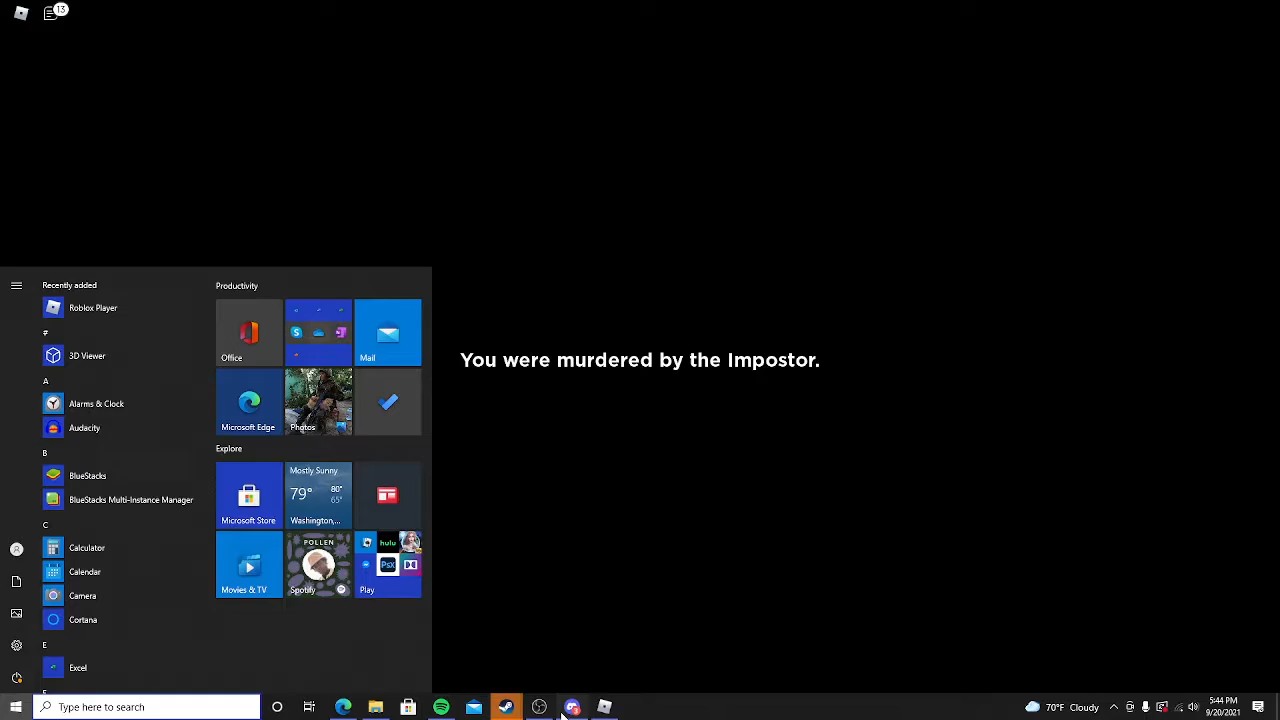 13
Recently added
Roblox Player
#
3D Viewer
A
Alarms & Clock
Audacity
B
BlueStacks
BlueStacks Multi-Instance Manager
C
Calculator
Calendar
Camera
Cortana
E
Excel
Productivity
Office
Mail
Microsoft Edge
Photos
Explore
Microsoft Store
Mostly Sunny
79° 80°
65°
Washington,...
Movies & TV
POLLEN
Spotify
hulu
Psx
Play
You were murdered by the Impostor.
Type here to search
70°F Cloudy
5:44 PM
9/20/2021